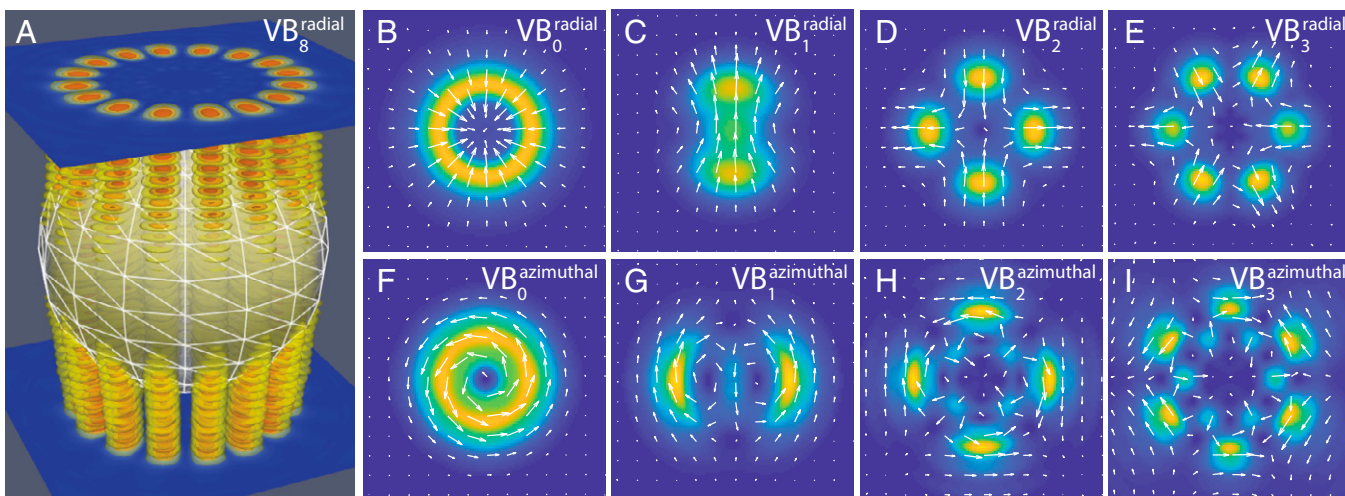 A VB₈radial
B VB₀radial
C VB₁radial
D VB₂radial
E VB₃radial
F VB₀azimuthal
G VB₁azimuthal
H VB₂azimuthal
I VB₃azimuthal